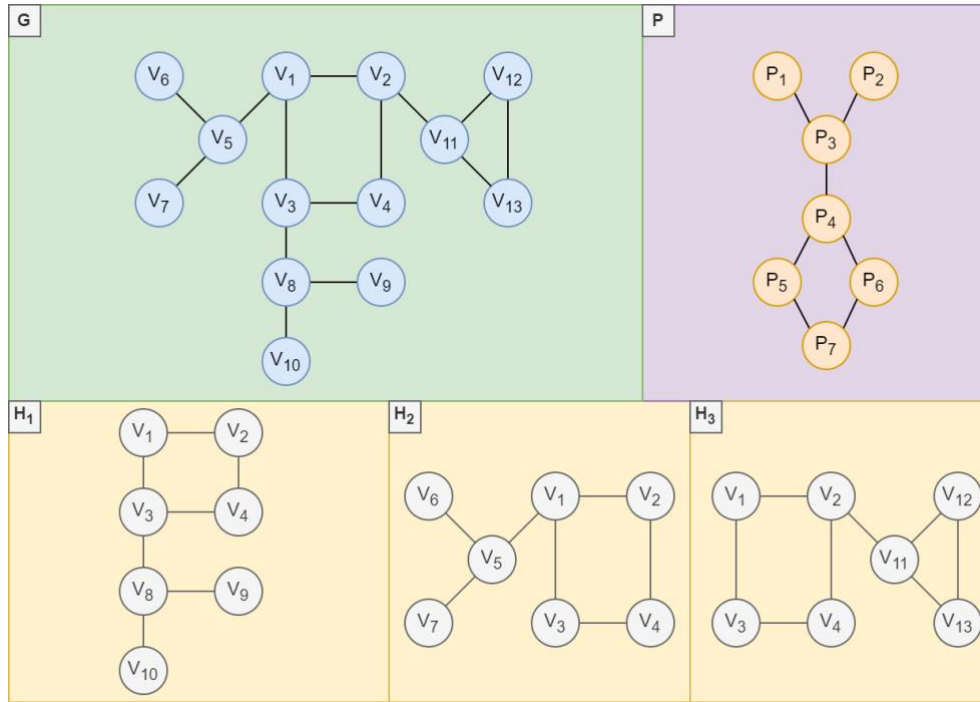 G
P
V6 V1 V2 V12
P1 P2
V5 V11
P3
V7 V3 V4 V13
P4
V8 V9
P5 P6
V10
P7
H1
V1 V2
V3 V4
V8 V9
V10
H2
V6 V1 V2
V5
V7 V3 V4
H3
V1 V2 V12
V11
V3 V4 V13